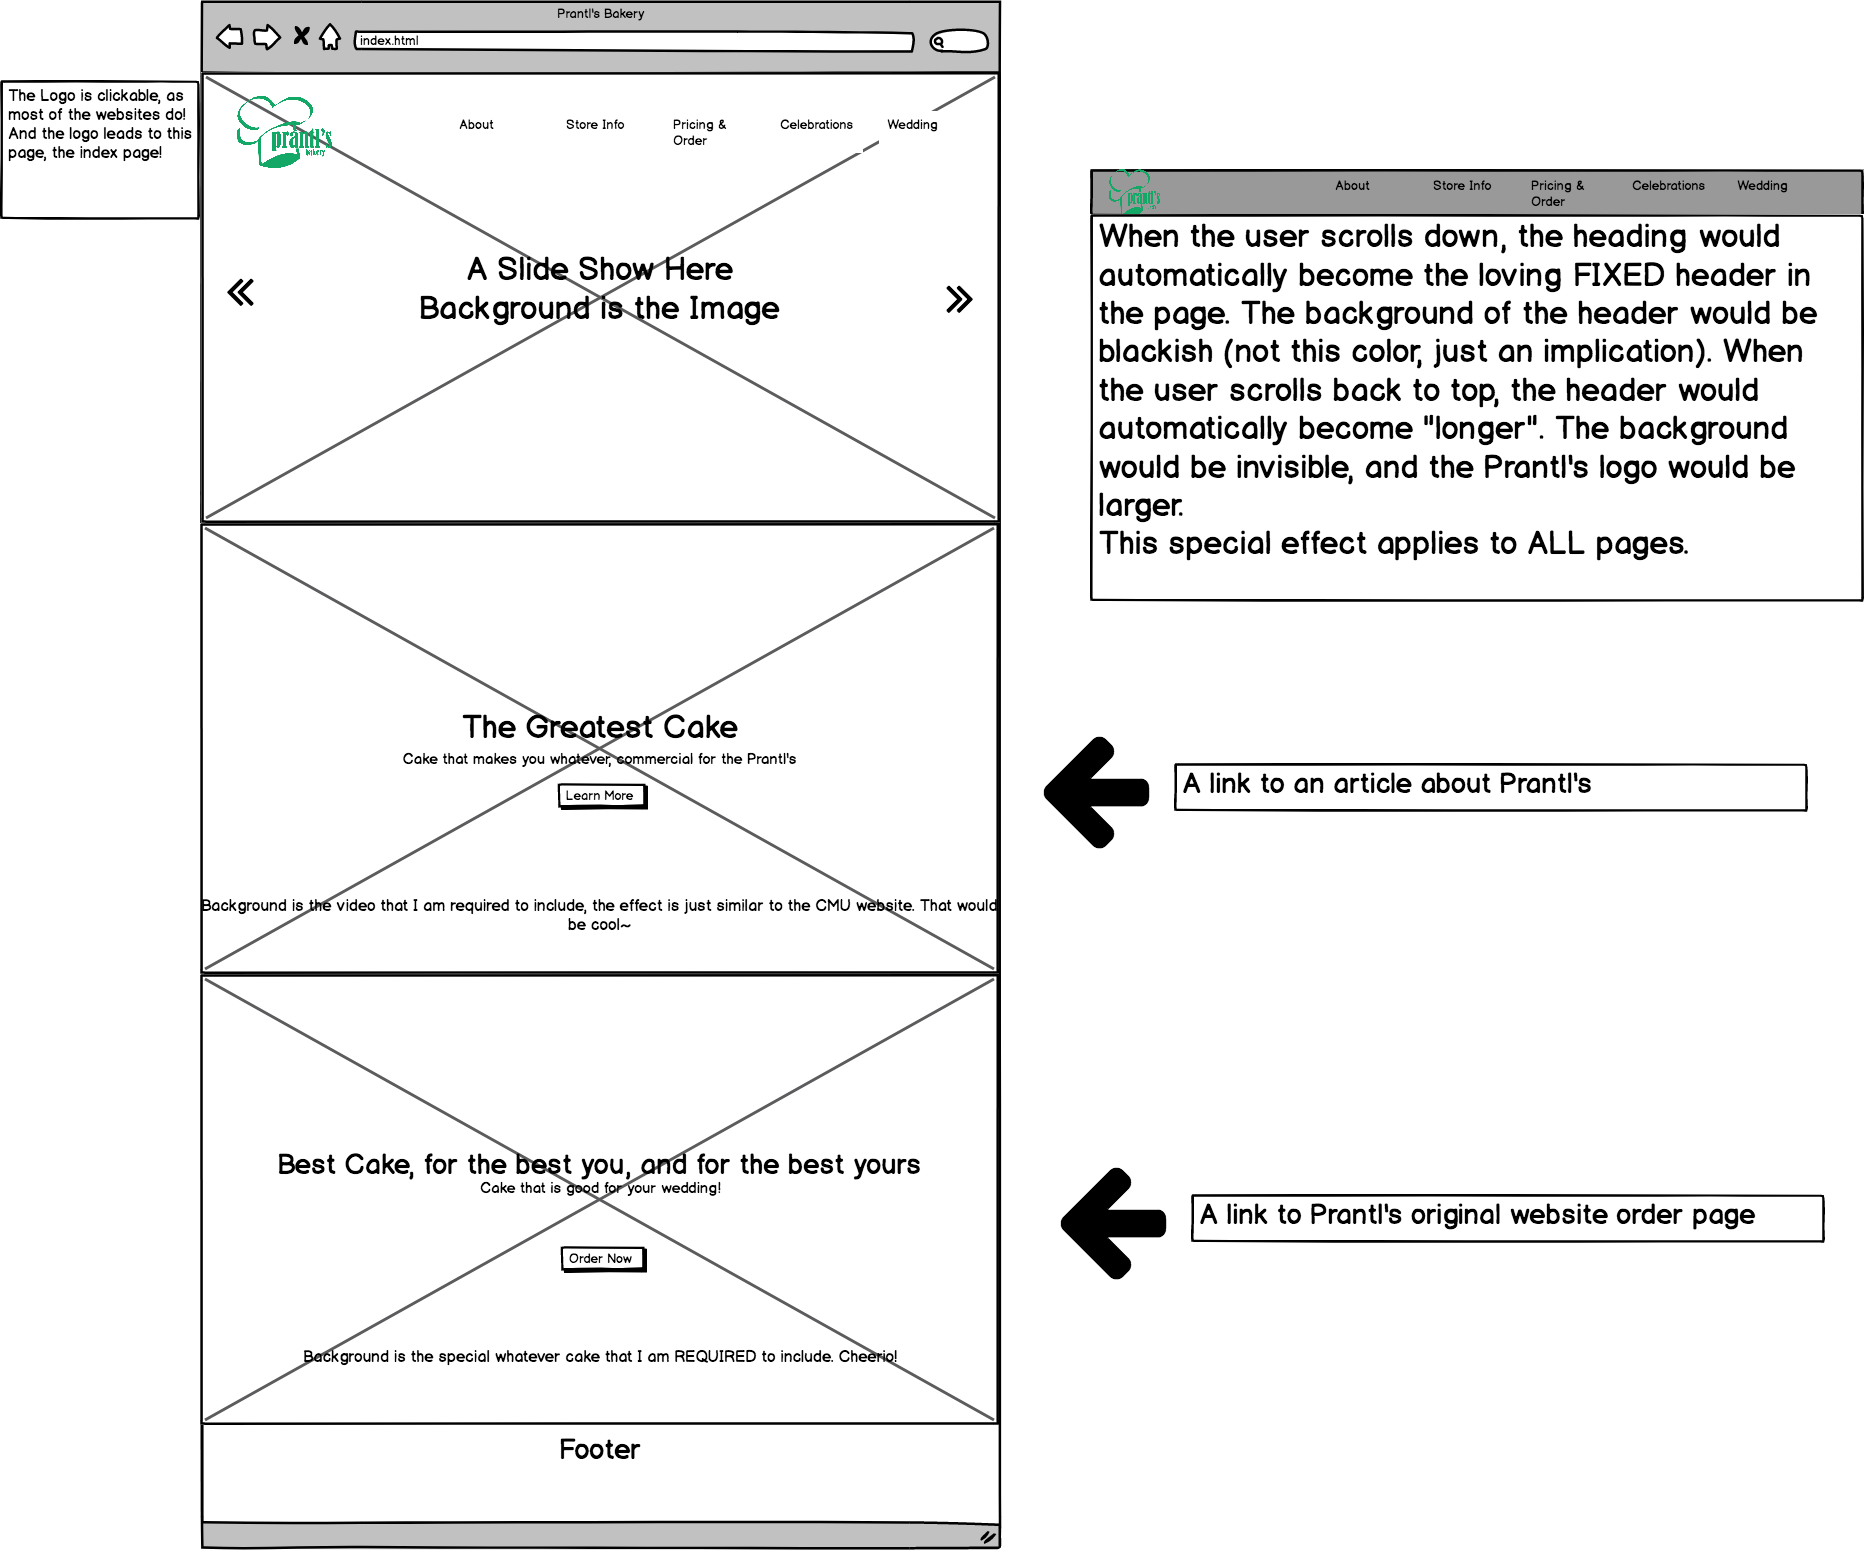 Prantl's Bakery
index.html
The Logo is clickable, as
most of the websites do!
And the logo leads to this
page, the index page!
prantl's
bakery
About
Store Info
Pricing &
Order
Celebrations
Wedding
A Slide Show Here
Background is the Image
prantl's
About
Store Info
Pricing &
Order
Celebrations
Wedding
When the user scrolls down, the heading would
automatically become the loving FIXED header in
the page. The background of the header would be
blackish (not this color, just an implication). When
the user scrolls back to top, the header would
automatically become "longer". The background
would be invisible, and the Prantl's logo would be
larger.
This special effect applies to ALL pages.
The Greatest Cake
Cake that makes you whatever, commercial for the Prantl's
Learn More
Background is the video that I am required to include, the effect is just similar to the CMU website. That would
be cool~
A link to an article about Prantl's
Best Cake, for the best you, and for the best yours
Cake that is good for your wedding!
Order Now
Background is the special whatever cake that I am REQUIRED to include. Cheerio!
A link to Prantl's original website order page
Footer